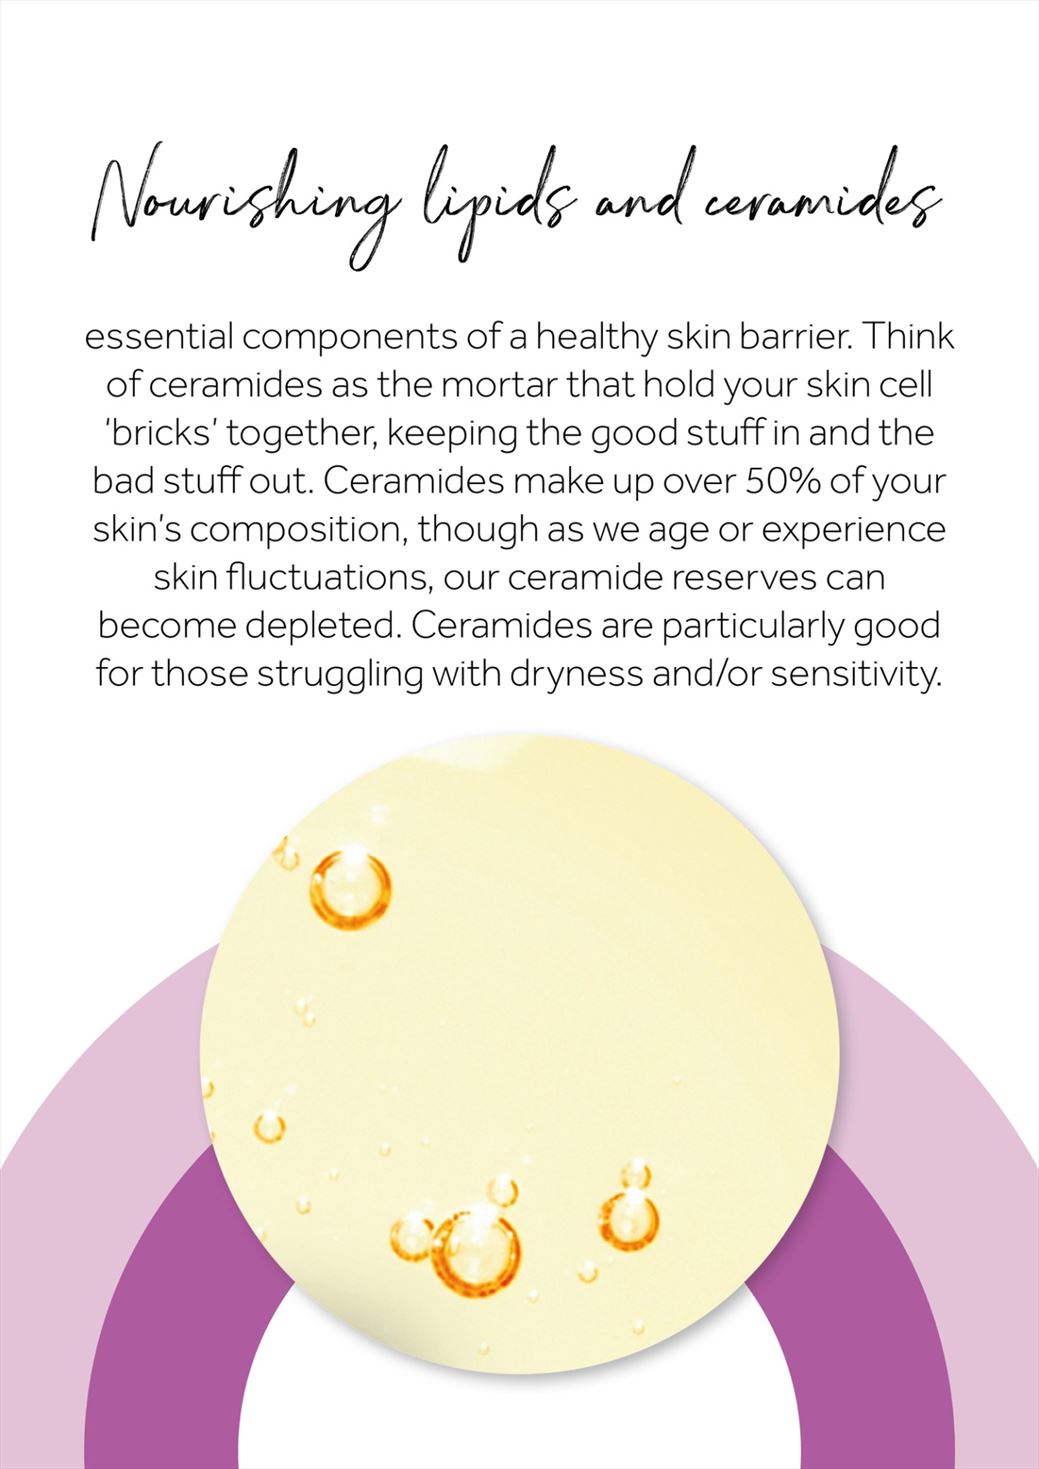 Nourishing lipids and ceramides
essential components of a healthy skin barrier. Think
of ceramides as the mortar that hold your skin cell
‘bricks’ together, keeping the good stuff in and the
bad stuff out. Ceramides make up over 50% of your
skin's composition, though as we age or experience
skin fluctuations, our ceramide reserves can
become depleted. Ceramides are particularly good
for those struggling with dryness and/or sensitivity.